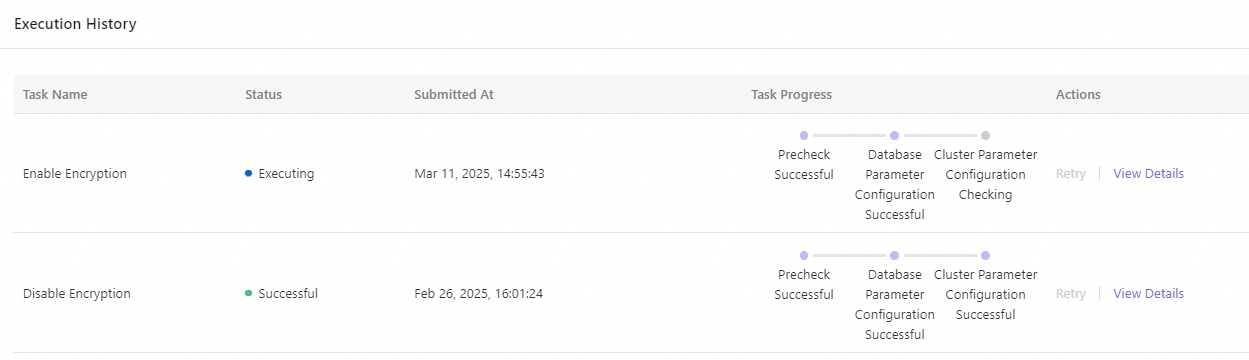 Execution History
Task Name Status Submitted At Task Progress Actions
Precheck Database Cluster Parameter
Enable Encryption Executing Mar 11, 2025, 14:55:43 Successful Parameter Configuration Retry View Details
Configuration Checking
Successful
Precheck Database Cluster Parameter
Disable Encryption Successful Feb 26, 2025, 16:01:24 Successful Parameter Configuration Retry View Details
Configuration Successful
Successful